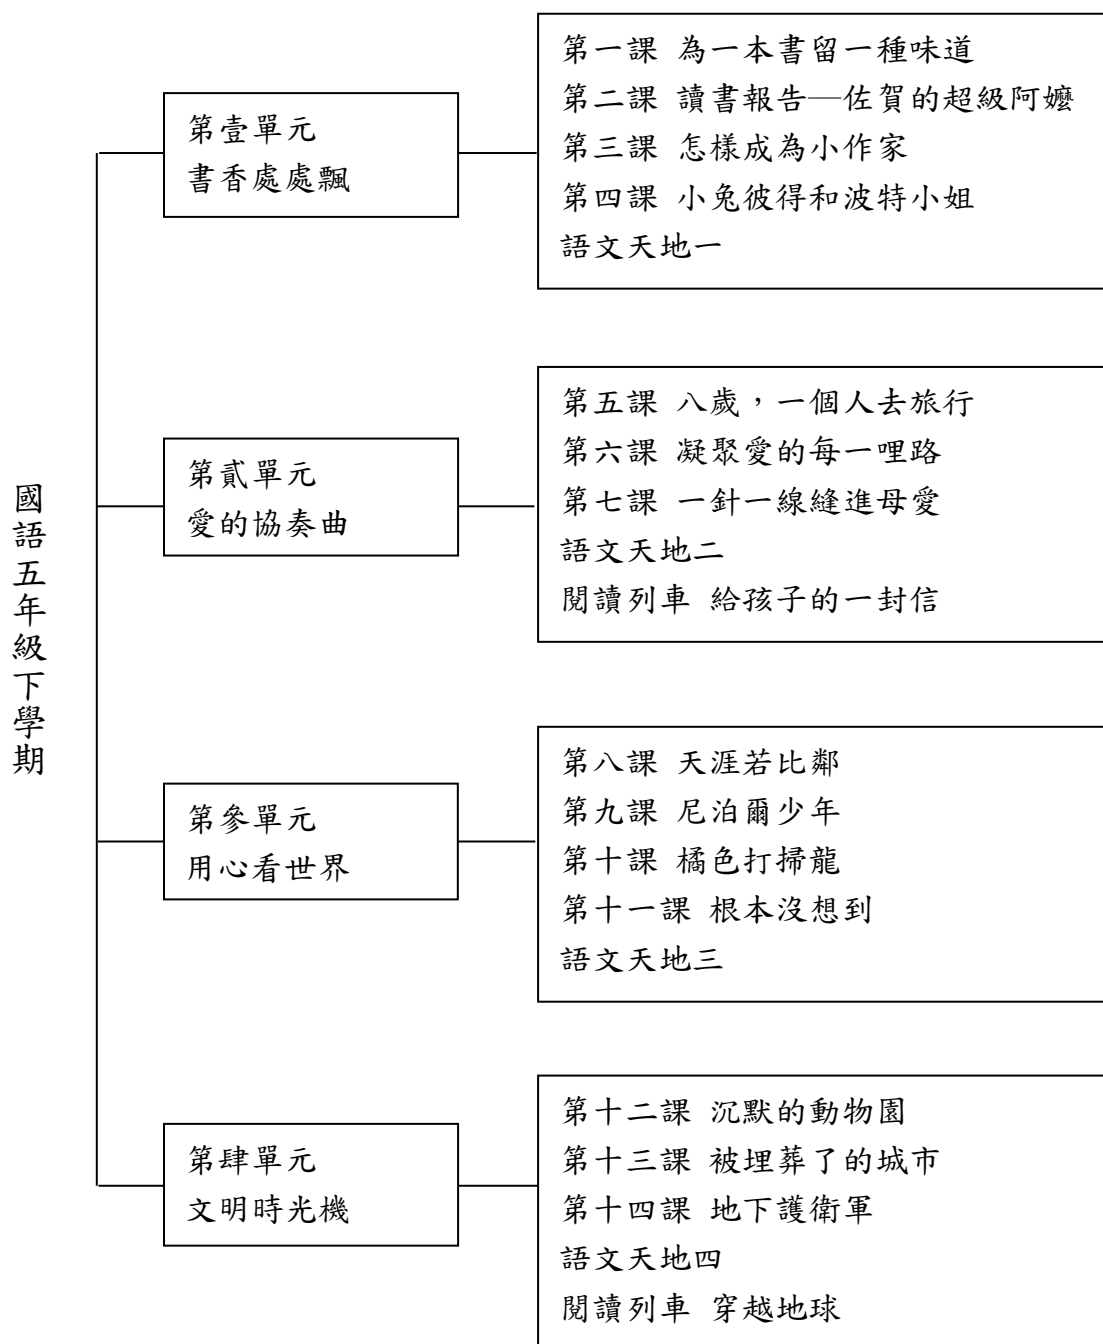 國語五年級下學期
第壹單元
書香處處飄
第一課 為一本書留一種味道
第二課 讀書報告─佐賀的超級阿嬤
第三課 怎樣成為小作家
第四課 小兔彼得和波特小姐
語文天地一
第貳單元
愛的協奏曲
第五課 八歲，一個人去旅行
第六課 凝聚愛的每一哩路
第七課 一針一線縫進母愛
語文天地二
閱讀列車 給孩子的一封信
第參單元
用心看世界
第八課 天涯若比鄰
第九課 尼泊爾少年
第十課 橘色打掃龍
第十一課 根本沒想到
語文天地三
第肆單元
文明時光機
第十二課 沉默的動物園
第十三課 被埋葬了的城市
第十四課 地下護衛軍
語文天地四
閱讀列車 穿越地球